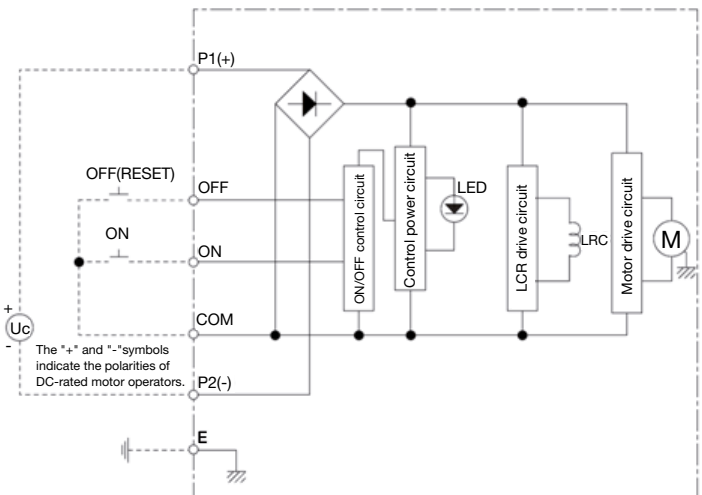 P1(+)
OFF(RESET)
OFF
ON
ON
COM
+
Uc
-
The "+" and "-"symbols
indicate the polarities of
DC-rated motor operators.
P2(-)
E
ON/OFF control circuit
Control power circuit
LED
LCR drive circuit
LRC
Motor drive circuit
M